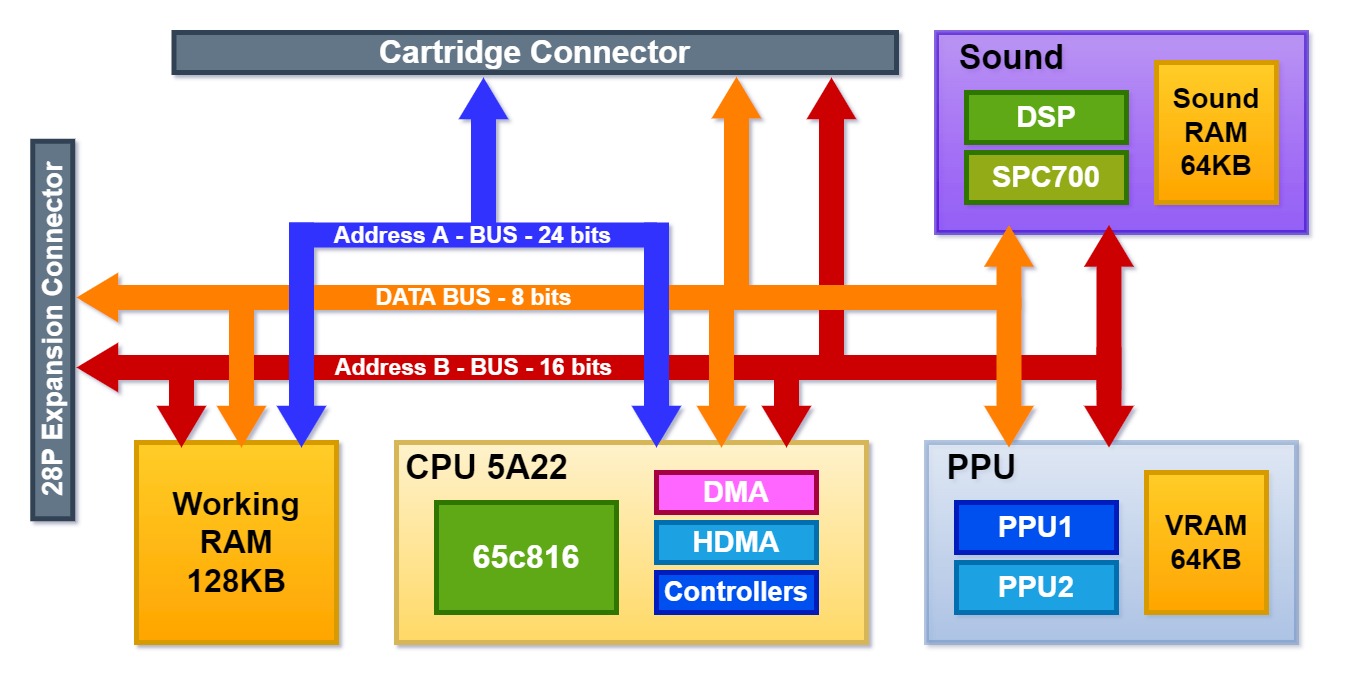 Cartridge Connector
Sound
DSP
SPC700
Sound
RAM
64KB
28P Expansion Connector
Address A - BUS - 24 bits
DATA BUS - 8 bits
Address B - BUS - 16 bits
Working
RAM
128KB
CPU 5A22
65c816
DMA
HDMA
Controllers
PPU
PPU1
PPU2
VRAM
64KB